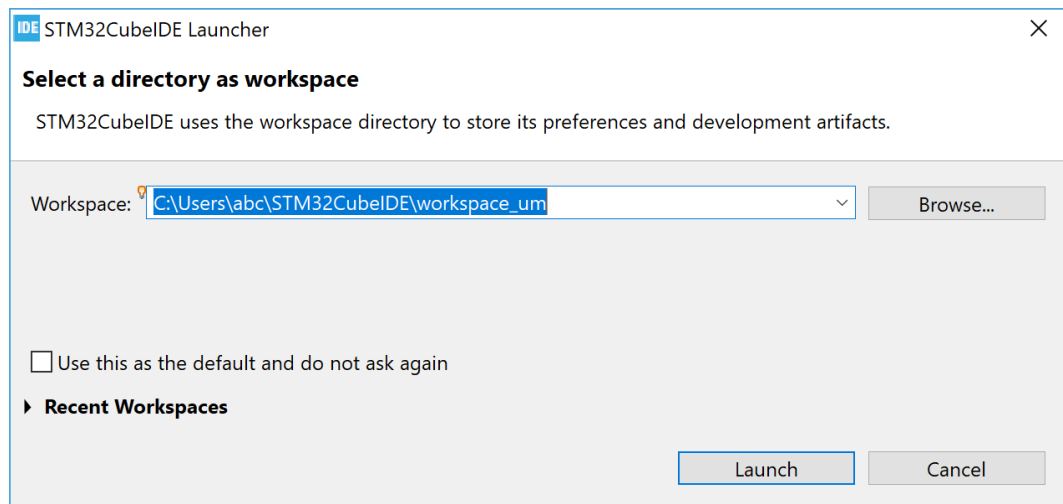 IDE STM32CubeIDE Launcher
Select a directory as workspace
STM32CubeIDE uses the workspace directory to store its preferences and development artifacts.
Workspace: C:\Users\abc\STM32CubeIDE\workspace_um Browse...
Use this as the default and do not ask again
Recent Workspaces
Launch Cancel